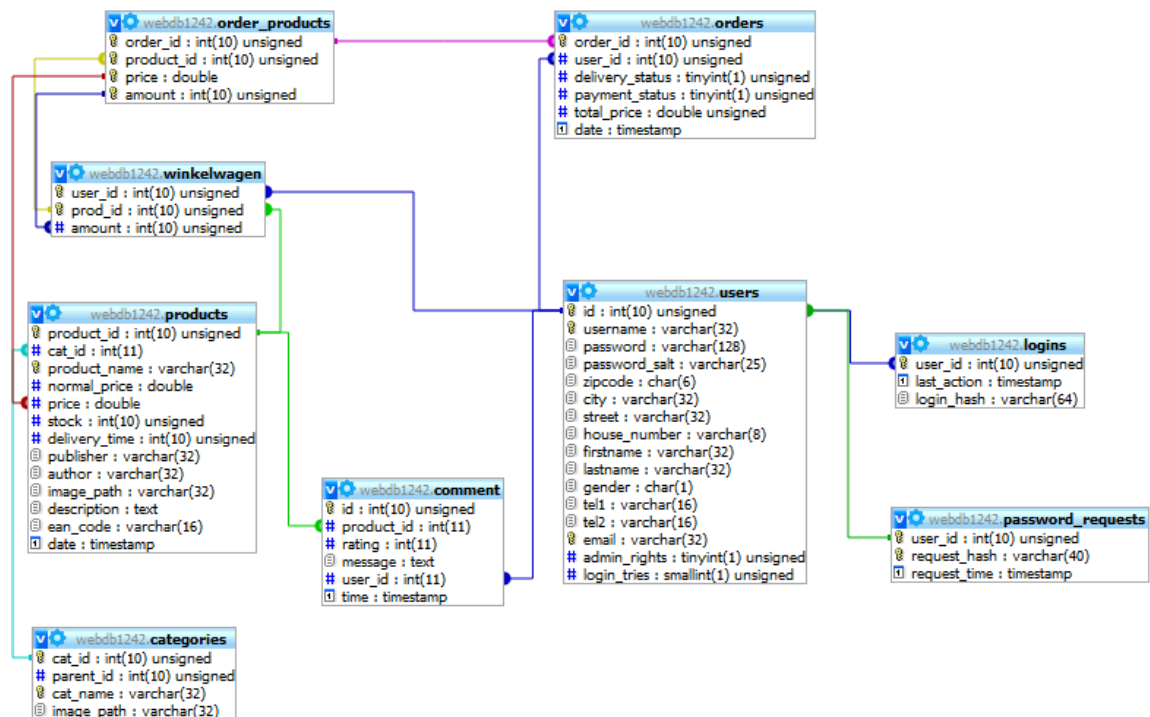 webdb1242.order_products
order_id : int(10) unsigned
product_id : int(10) unsigned
price : double
amount : int(10) unsigned
webdb1242.orders
order_id : int(10) unsigned
user_id : int(10) unsigned
delivery_status : tinyint(1) unsigned
payment_status : tinyint(1) unsigned
total_price : double unsigned
date : timestamp
webdb1242.winkelwagen
user_id : int(10) unsigned
prod_id : int(10) unsigned
amount : int(10) unsigned
webdb1242.products
product_id : int(10) unsigned
cat_id : int(11)
product_name : varchar(32)
normal_price : double
price : double
stock : int(10) unsigned
delivery_time : int(10) unsigned
publisher : varchar(32)
author : varchar(32)
image_path : varchar(32)
description : text
ean_code : varchar(16)
date : timestamp
webdb1242.users
id : int(10) unsigned
username : varchar(32)
password : varchar(128)
password_salt : varchar(25)
zipcode : char(6)
city : varchar(32)
street : varchar(32)
house_number : varchar(8)
firstname : varchar(32)
lastname : varchar(32)
gender : char(1)
tel1 : varchar(16)
tel2 : varchar(16)
email : varchar(32)
admin_rights : tinyint(1) unsigned
login_tries : smallint(1) unsigned
webdb1242.logins
user_id : int(10) unsigned
last_action : timestamp
login_hash : varchar(64)
webdb1242.comment
id : int(10) unsigned
product_id : int(11)
rating : int(11)
message : text
user_id : int(11)
time : timestamp
webdb1242.password_requests
user_id : int(10) unsigned
request_hash : varchar(40)
request_time : timestamp
webdb1242.categories
cat_id : int(10) unsigned
parent_id : int(10) unsigned
cat_name : varchar(32)
image_path : varchar(32)